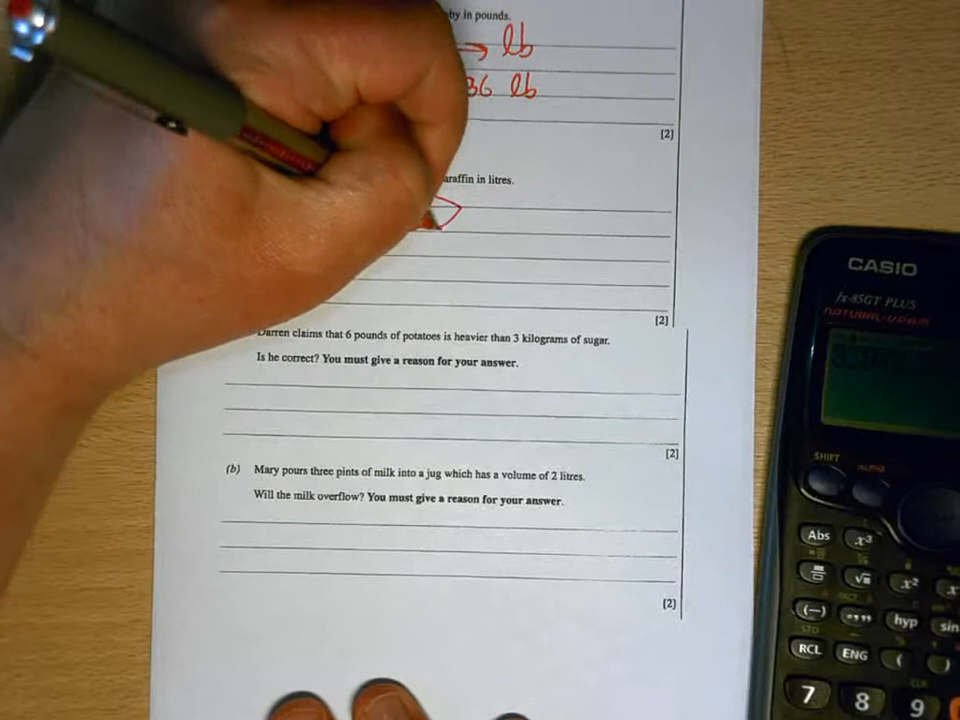 by in pounds.
→ lb
36 lb
[2]
araffin in litres.
[2]
Darren claims that 6 pounds of potatoes is heavier than 3 kilograms of sugar.
Is he correct? You must give a reason for your answer.
[2]
(b) Mary pours three pints of milk into a jug which has a volume of 2 litres.
Will the milk overflow? You must give a reason for your answer.
[2]
CASIO
fx-85GT PLUS
NATURAL-V.P.A.M.
SHIFT
ALPHA
Abs
x³
x²
(−)
hyp
sin
STO
RCL
ENG
(
)
7
8
9